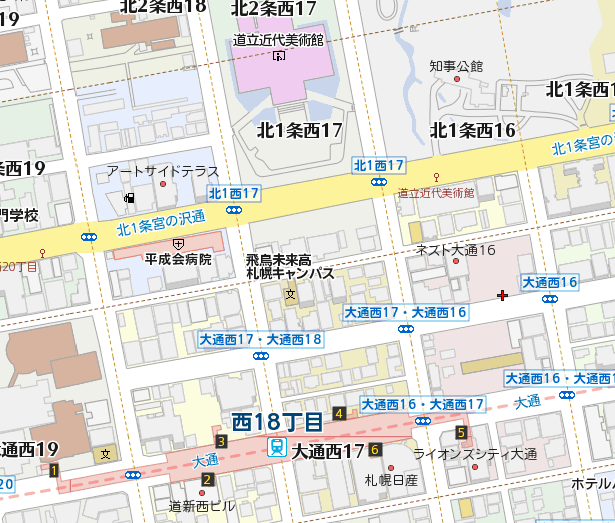 北2条西18
北2条西17
19
道立近代美術館
知事公館
北1条西1
北1条西17
北1条西16
条西19
アートサイドテラス
北1西17
北1条宮の
北1西17
道立近代美術館
門学校
北1条宮の沢通
平成会病院
飛鳥未来高
札幌キャンパス
ネスト大通16
20丁目
文
大通西16
大通西17・大通西16
大通西17・大通西18
大通西16・大通西
大通西16・大通西17
大通
西18丁目
4
3
5
大通西19
文
大通
大通西17
6
ライオンズシティ大通
1
2
20
札幌日産
ホテル
道新西ビル